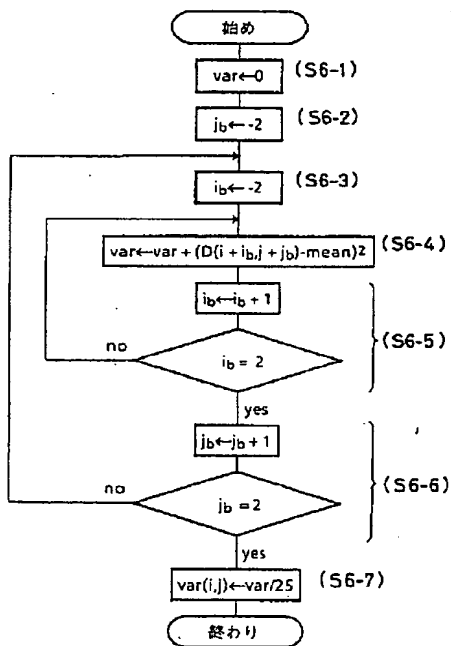 始め
var←0 (S6-1)
jb←-2 (S6-2)
ib←-2 (S6-3)
(S6-4)
var←var+(D(i+ib,j+jb)-mean)2
ib←ib+1
(S6-5)
no
ib=2
yes
jb←jb+1
(S6-6)
no
jb=2
yes
var(i,j)←var/25 (S6-7)
終わり